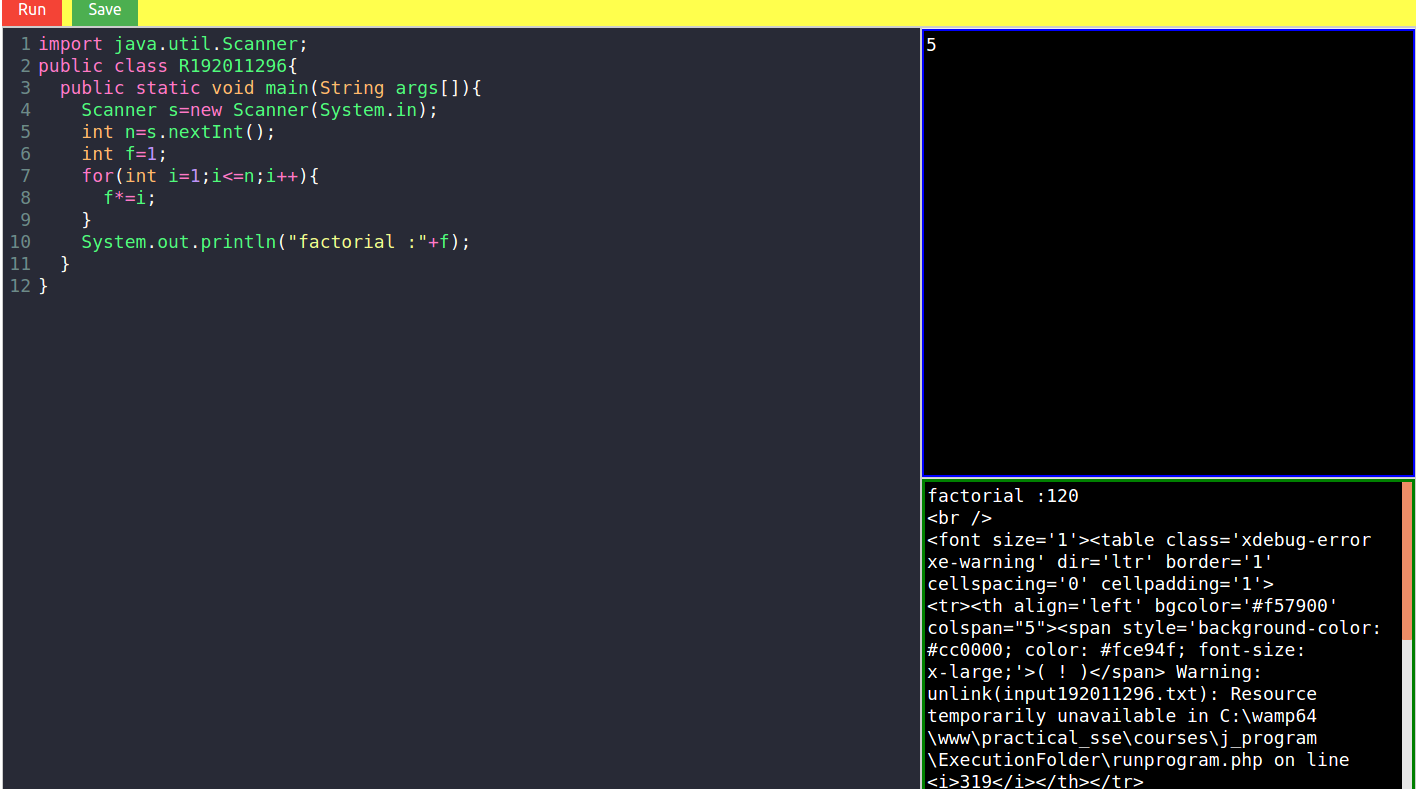 Run Save
1 import java.util.Scanner;
2 public class R192011296{
3   public static void main(String args[]){
4     Scanner s=new Scanner(System.in);
5     int n=s.nextInt();
6     int f=1;
7     for(int i=1;i<=n;i++){
8       f*=i;
9     }
10     System.out.println("factorial :"+f);
11   }
12 }
5
factorial :120
<br />
<font size='1'><table class='xdebug-error
xe-warning' dir='ltr' border='1'
cellspacing='0' cellpadding='1'>
<tr><th align='left' bgcolor='#f57900'
colspan="5"><span style='background-color:
#cc0000; color: #fce94f; font-size:
x-large;'>( ! )</span> Warning:
unlink(input192011296.txt): Resource
temporarily unavailable in C:\wamp64
\www\practical_sse\courses\j_program
\ExecutionFolder\runprogram.php on line
<i>319</i></th></tr>